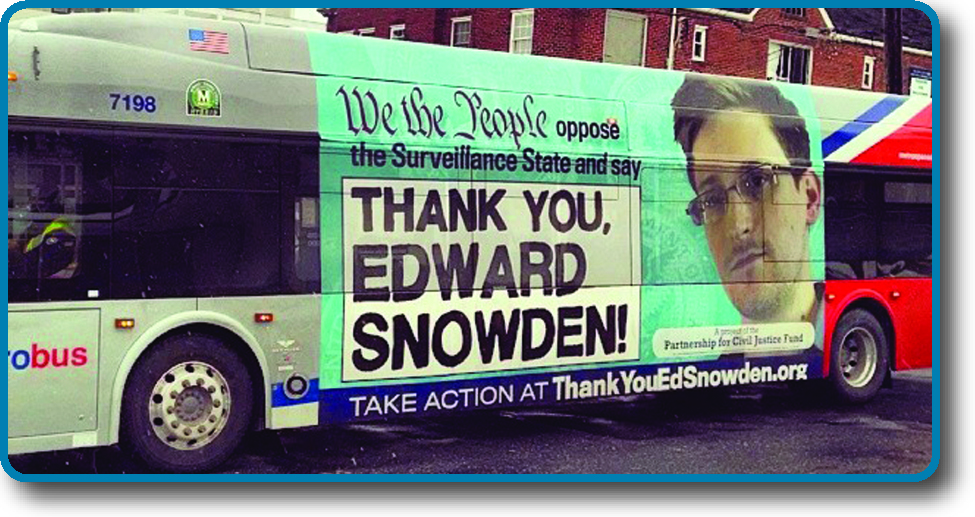 7198
M
We the People oppose
the Surveillance State and say
THANK YOU,
EDWARD
SNOWDEN!
A project of the
Partnership for Civil Justice Fund
TAKE ACTION AT ThankYouEdSnowden.org
robus